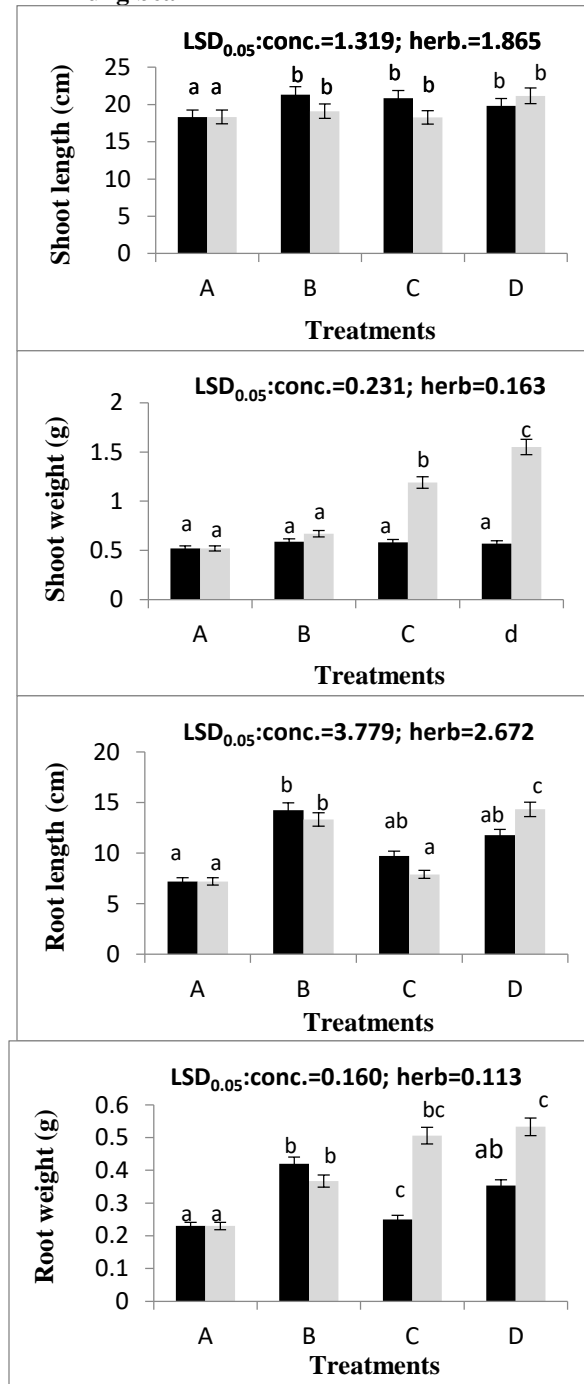 LSD0.05:conc.=1.319; herb.=1.865
Shoot length (cm)
25
20
15
10
5
0
a a b b b b b b
A B C D
Treatments
LSD0.05:conc.=0.231; herb=0.163
Shoot weight (g)
2
1.5
1
0.5
0
a a a a a b a c
A B C d
Treatments
LSD0.05:conc.=3.779; herb=2.672
Root length (cm)
20
15
10
5
0
a a b b ab a ab c
A B C D
Treatments
LSD0.05:conc.=0.160; herb=0.113
Root weight (g)
0.6
0.5
0.4
0.3
0.2
0.1
0
a a b b c bc ab c
A B C D
Treatments